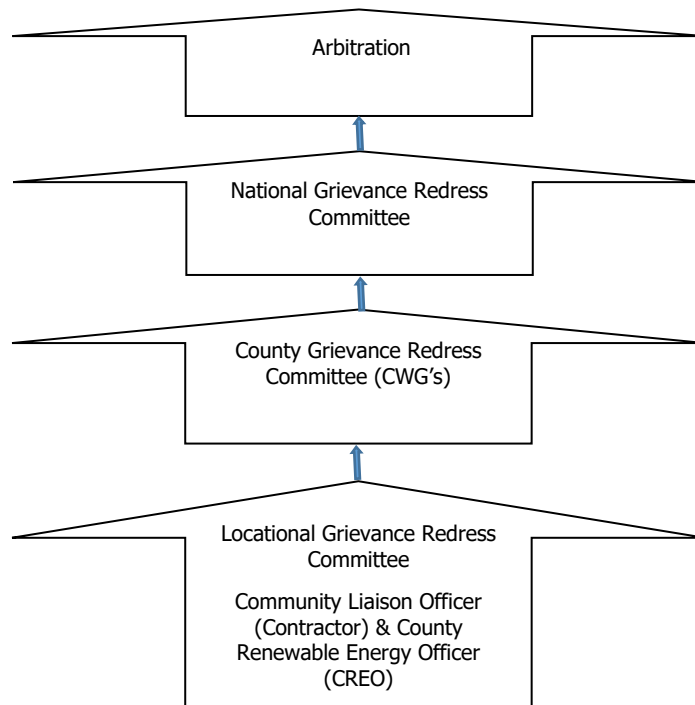 Arbitration
National Grievance Redress
Committee
County Grievance Redress
Committee (CWG’s)
Locational Grievance Redress
Committee
Community Liaison Officer
(Contractor) & County
Renewable Energy Officer
(CREO)